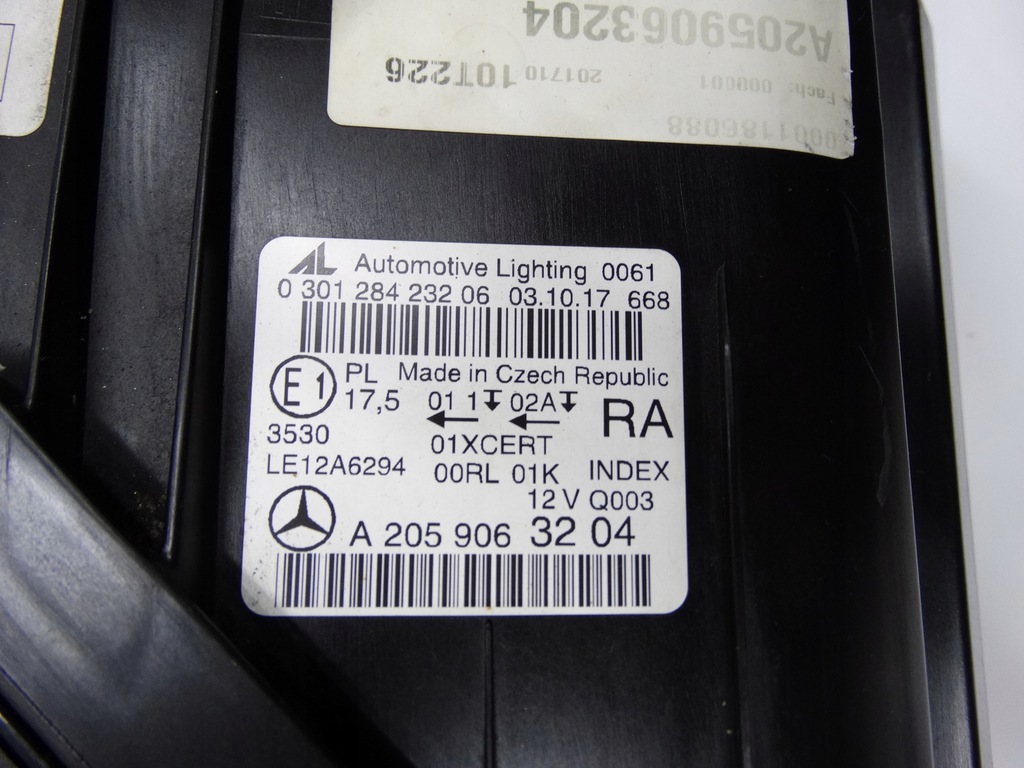 A2059063204
201710 10T226
Fach: 000001
0001186088
AL Automotive Lighting 0061
0 301 284 232 06 03.10.17 668
E1 PL Made in Czech Republic
17,5 01 1 02A RA
3530 01XCERT
LE12A6294 00RL 01K INDEX
12 V Q003
A 205 906 32 04